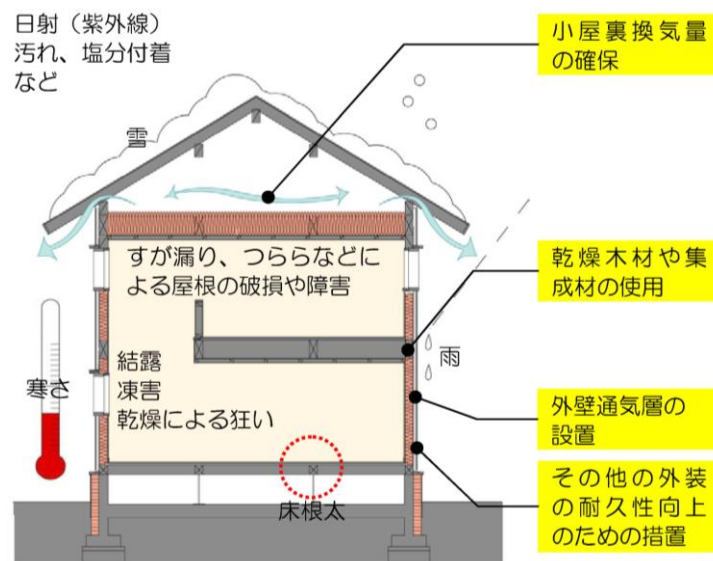 日射（紫外線）
汚れ、塩分付着
など
小屋裏換気量
の確保
雪
すが漏り、つららなどに
よる屋根の破損や障害
乾燥木材や集
成材の使用
雨
寒さ
結露
凍害
乾燥による狂い
外壁通気層の
設置
その他の外装
の耐久性向上
のための措置
床根太